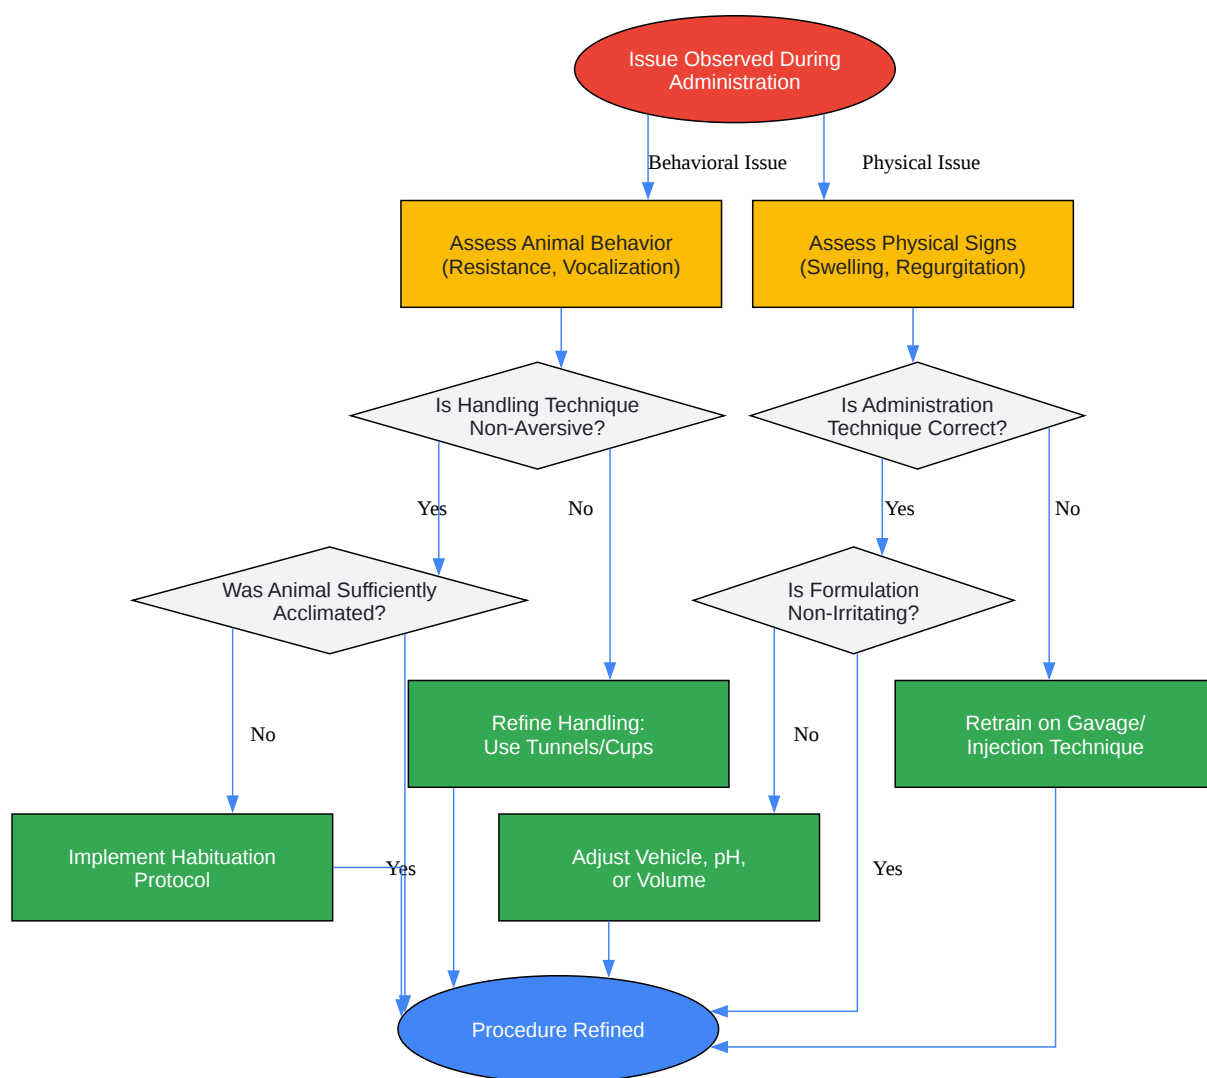 Issue Observed During
Administration
Behavioral Issue
Physical Issue
Assess Animal Behavior
(Resistance, Vocalization)
Assess Physical Signs
(Swelling, Regurgitation)
Is Handling Technique
Non-Aversive?
Is Administration
Technique Correct?
Yes
No
Yes
No
Was Animal Sufficiently
Acclimated?
Is Formulation
Non-Irritating?
No
Refine Handling:
Use Tunnels/Cups
No
Retrain on Gavage/
Injection Technique
Implement Habituation
Protocol
Yes
Adjust Vehicle, pH,
or Volume
Yes
Procedure Refined